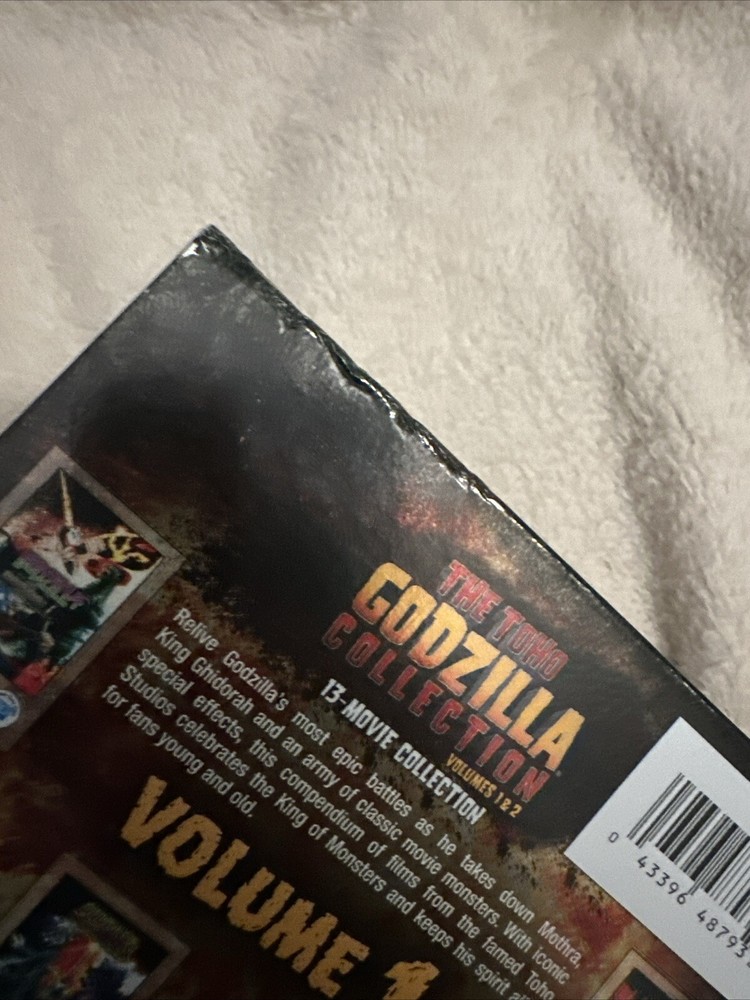 THE TOHO
GODZILLA
COLLECTION
13-MOVIE COLLECTION
VOLUMES 1 & 2
Relive Godzilla's most epic battles as he takes down Mothra,
King Ghidorah and an army of classic movie monsters. With iconic
special effects, this compendium of films from the famed Toho
Studios celebrates the King of Monsters and keeps his spirit
for fans young and old.
VOLUME 1
0 43396 48793